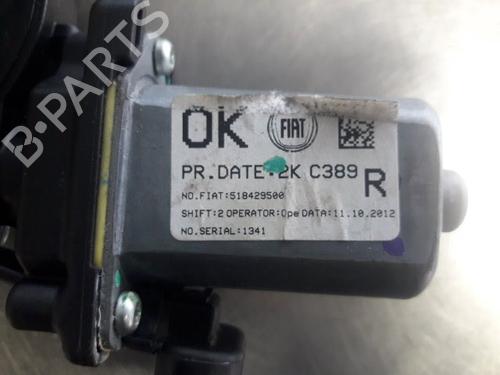 B-PARTS
OK FIAT
PR.DATE:2K C389
R
NO.FIAT:518429500
SHIFT:2 OPERATOR:Ope DATA:11.10.2012
NO.SERIAL:1341